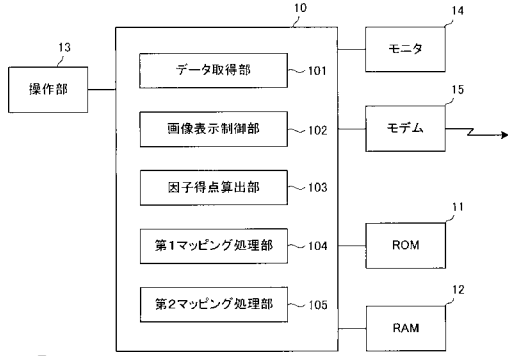 10
13
操作部
データ取得部
101
画像表示制御部
102
因子得点算出部
103
第1マッピング処理部
104
第2マッピング処理部
105
14
モニタ
15
モデム
11
ROM
12
RAM